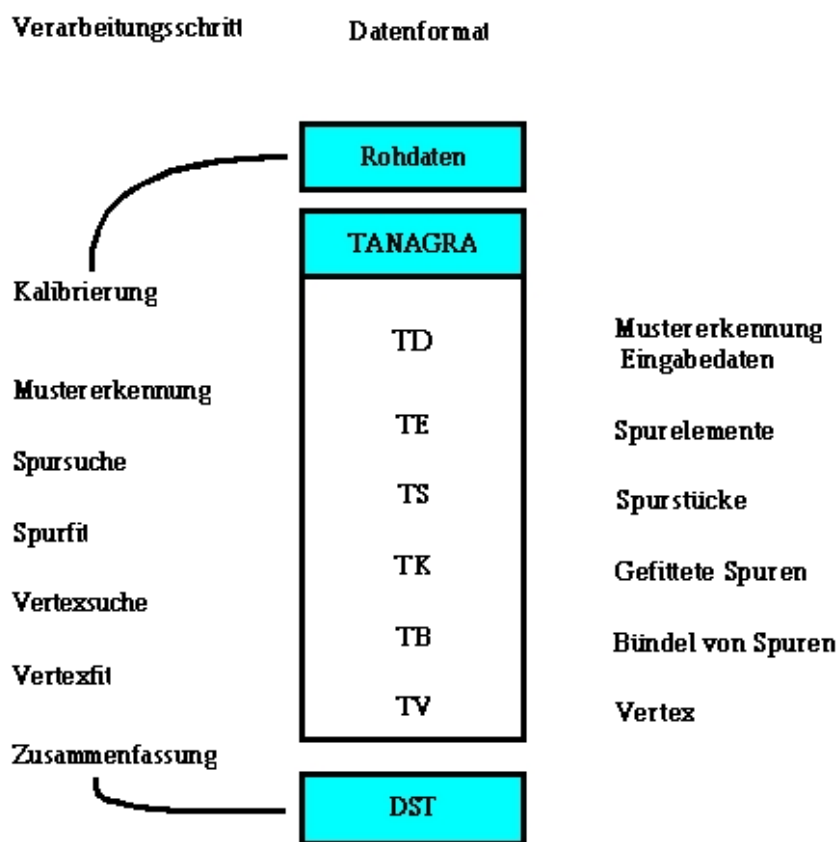 Verarbeitungsschritt Datenformat
Rohdaten
TANAGRA
Kalibrierung
TD Mustererkennung
Eingabedaten
Mustererkennung
TE Spurelemente
Spursuche
TS Spurstücke
Spurfit
TK Gefittete Spuren
Vertexsuche
TB Bündel von Spuren
Vertexfit
TV Vertex
Zusammenfassung
DST